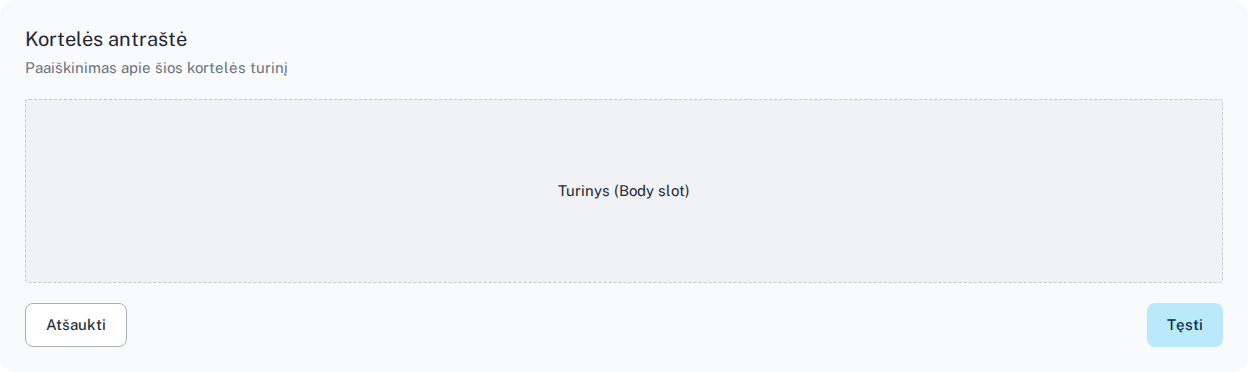 Kortelės antraštė
Paaiškinimas apie šios kortelės turinį
Turinys (Body slot)
Atšaukti
Tęsti